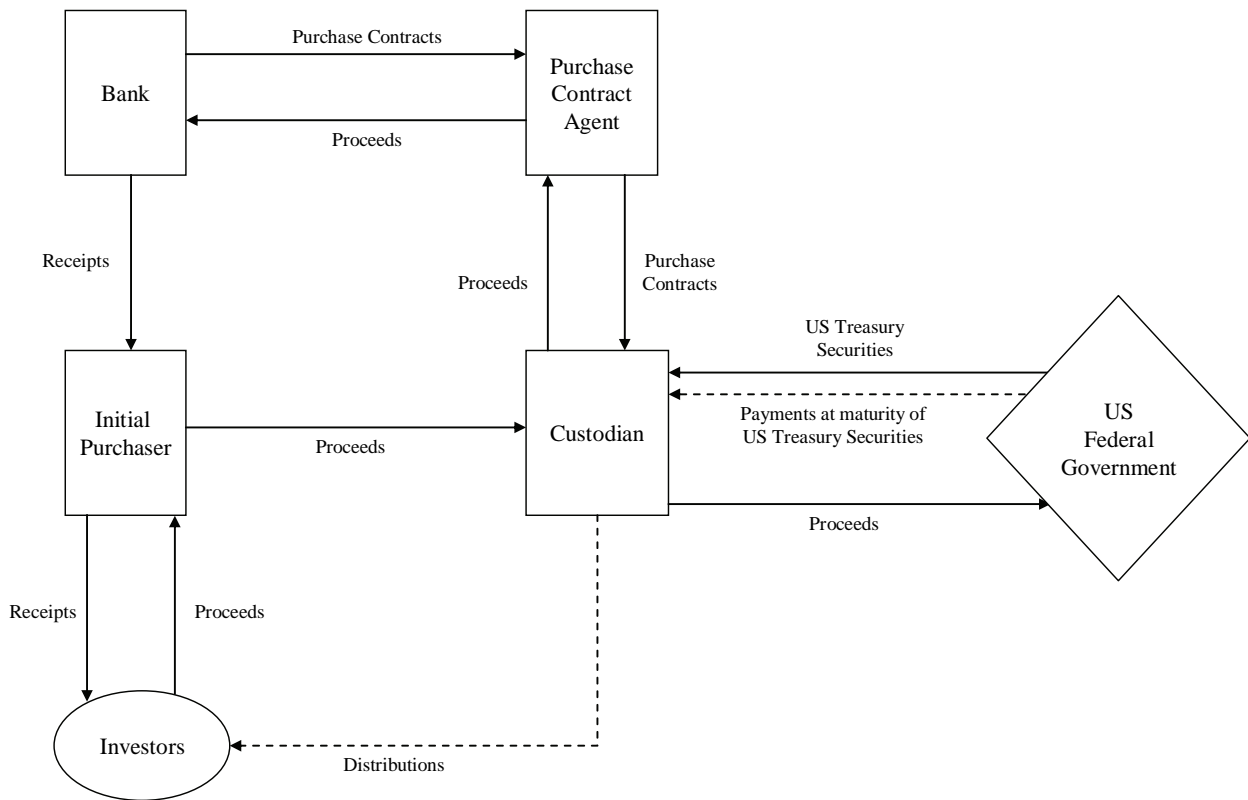 Purchase Contracts
Bank
Purchase
Contract
Agent
Proceeds
Receipts
Proceeds
Purchase
Contracts
US Treasury
Securities
Initial
Purchaser
Proceeds
Custodian
Payments at maturity of
US Treasury Securities
US
Federal
Government
Proceeds
Receipts
Proceeds
Investors
Distributions